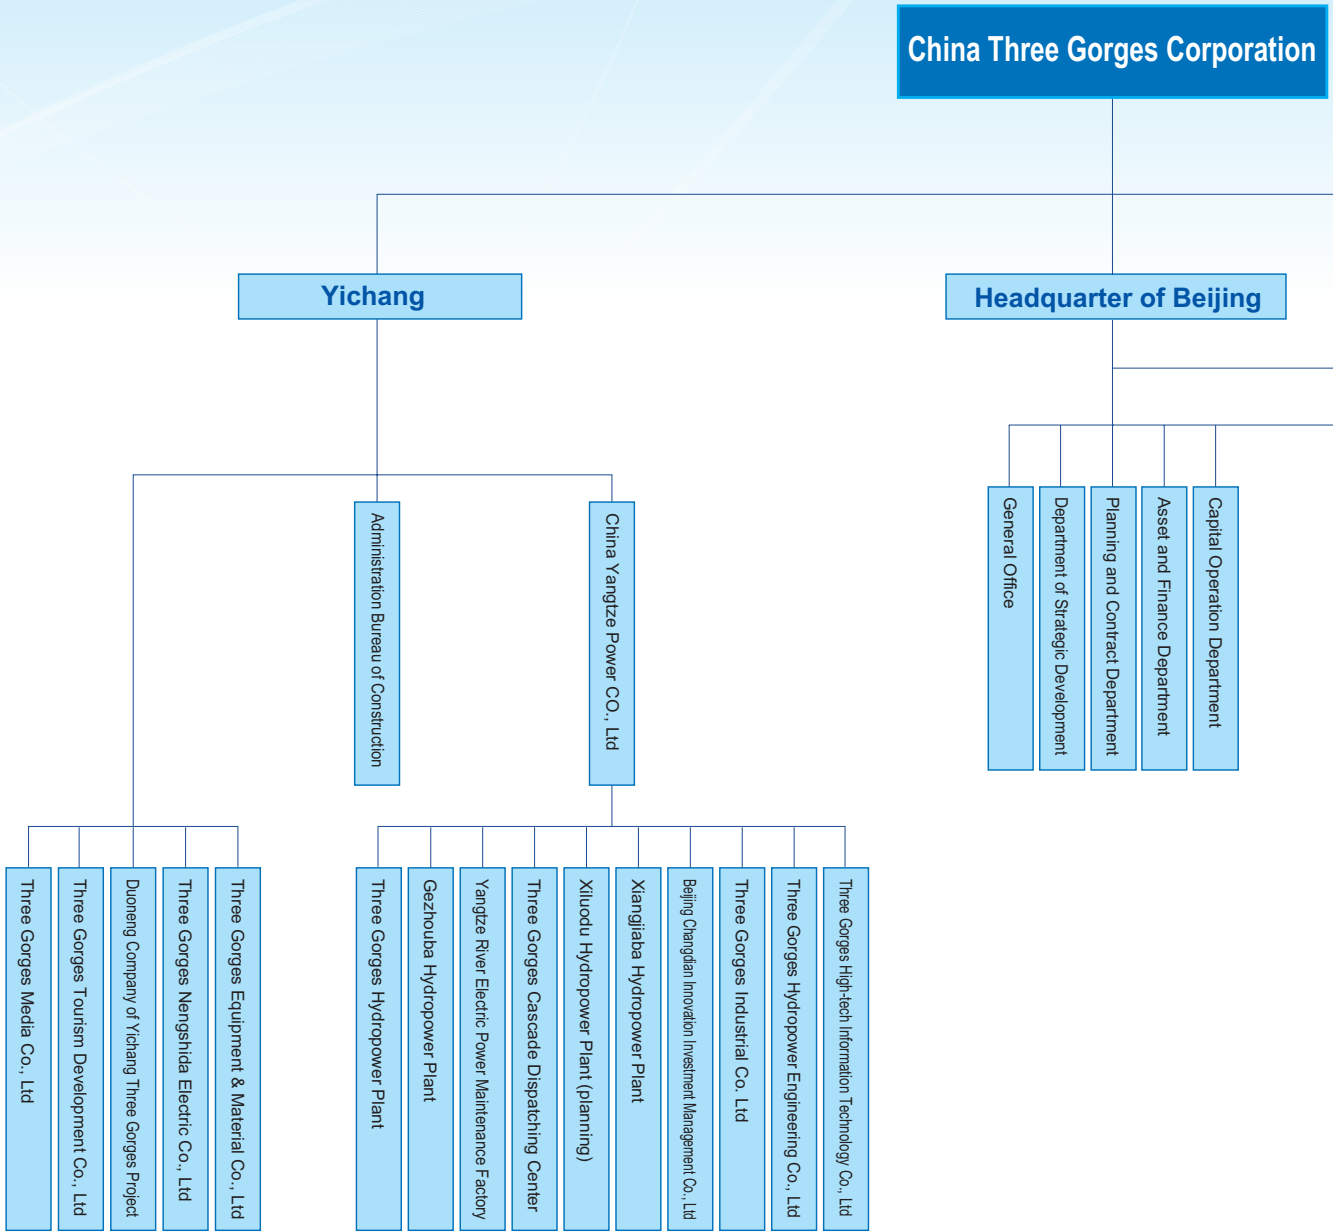 China Three Gorges Corporation
Yichang
Headquarter of Beijing
General Office
Department of Strategic Development
Planning and Contract Department
Asset and Finance Department
Capital Operation Department
Administration Bureau of Construction
China Yangtze Power CO., Ltd
Three Gorges Media Co., Ltd
Three Gorges Tourism Development Co., Ltd
Duoneng Company of Yichang Three Gorges Project
Three Gorges Nengshida Electric Co., Ltd
Three Gorges Equipment & Material Co., Ltd
Three Gorges Hydropower Plant
Gezhouba Hydropower Plant
Yangtze River Electric Power Maintenance Factory
Three Gorges Cascade Dispatching Center
Xiluodu Hydropower Plant (planning)
Xiangjiaba Hydropower Plant
Beijing Changdian Innovation Investment Management Co., Ltd
Three Gorges Industrial Co. Ltd
Three Gorges Hydropower Engineering Co., Ltd
Three Gorges High-tech Information Technology Co., Ltd